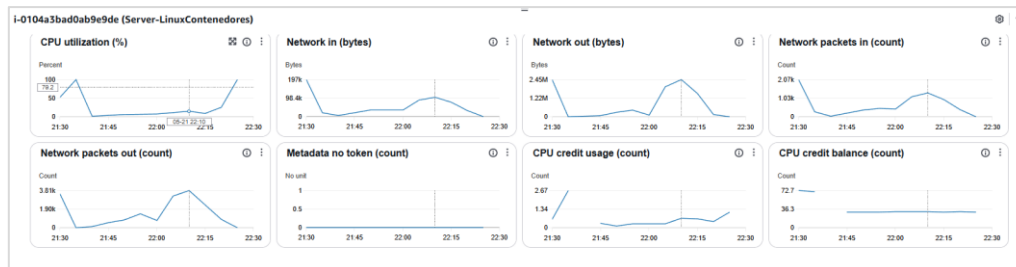 i-0104a3bad0ab9e9de (Server-LinuxContenedores)
CPU utilization (%)
Percent
100
79.2
50
0
05-21 22:10
21:30 21:45 22:00 22:15 22:30
Network in (bytes)
Bytes
197k
98.4k
0
21:30 21:45 22:00 22:15 22:30
Network out (bytes)
Bytes
2.45M
1.22M
0
21:30 21:45 22:00 22:15 22:30
Network packets in (count)
Count
2.07k
1.03k
0
21:30 21:45 22:00 22:15 22:30
Network packets out (count)
Count
3.81k
1.90k
0
21:30 21:45 22:00 22:15 22:30
Metadata no token (count)
No unit
1
0.5
0
21:30 21:45 22:00 22:15 22:30
CPU credit usage (count)
Count
2.67
1.34
0
21:30 21:45 22:00 22:15 22:30
CPU credit balance (count)
Count
72.7
36.3
0
21:30 21:45 22:00 22:15 22:30